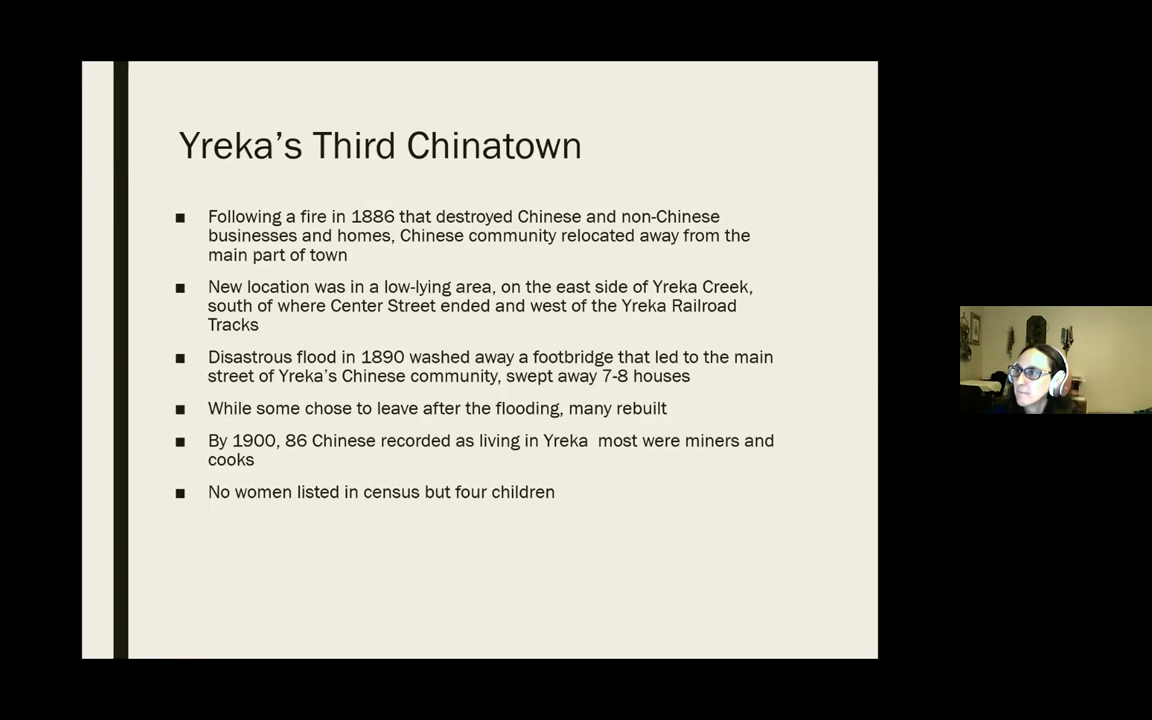 Yreka’s Third Chinatown
■ Following a fire in 1886 that destroyed Chinese and non-Chinese
businesses and homes, Chinese community relocated away from the
main part of town
■ New location was in a low-lying area, on the east side of Yreka Creek,
south of where Center Street ended and west of the Yreka Railroad
Tracks
■ Disastrous flood in 1890 washed away a footbridge that led to the main
street of Yreka’s Chinese community, swept away 7-8 houses
■ While some chose to leave after the flooding, many rebuilt
■ By 1900, 86 Chinese recorded as living in Yreka  most were miners and
cooks
■ No women listed in census but four children